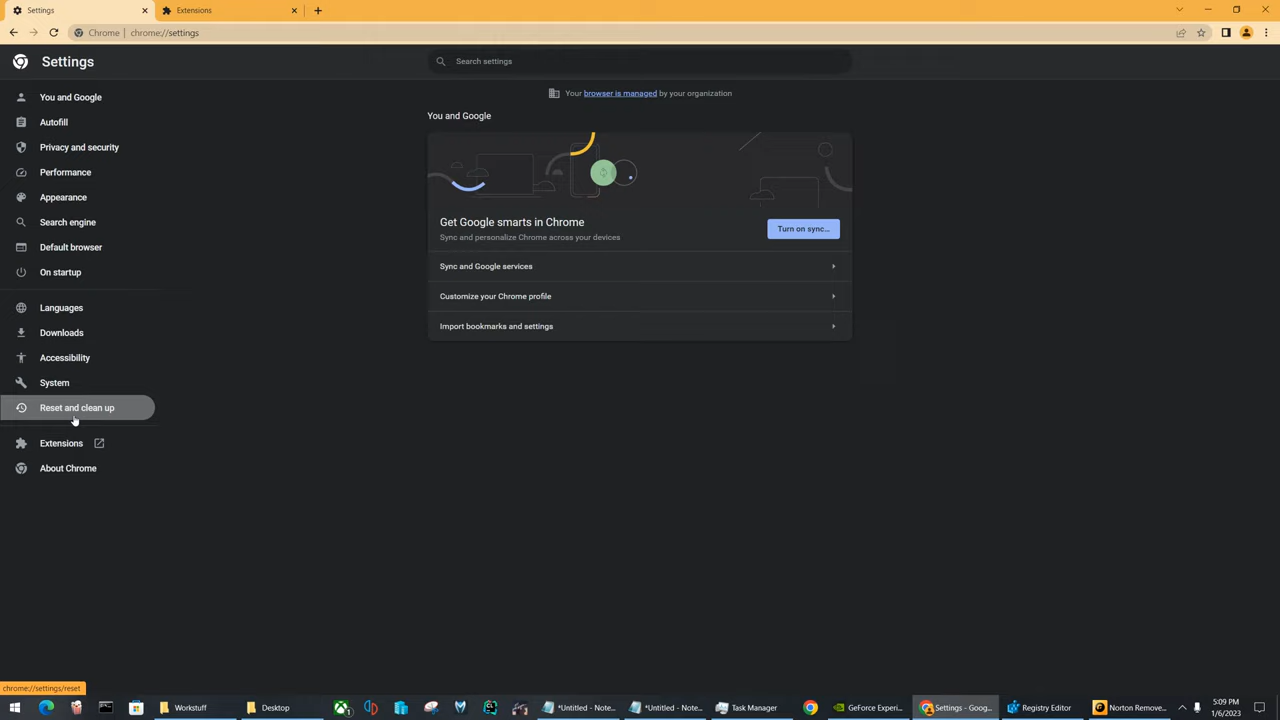 Settings
Extensions
Chrome | chrome://settings
Settings
Search settings
Your browser is managed by your organization
You and Google
Autofill
Privacy and security
Performance
Appearance
Search engine
Default browser
On startup
Languages
Downloads
Accessibility
System
Reset and clean up
Extensions
About Chrome
You and Google
Get Google smarts in Chrome
Sync and personalize Chrome across your devices
Turn on sync...
Sync and Google services
Customize your Chrome profile
Import bookmarks and settings
chrome://settings/reset
Workstuff
Desktop
*Untitled - Note...
*Untitled - Note...
Task Manager
GeForce Experi...
Settings - Goog...
Registry Editor
Norton Remove...
5:09 PM
1/6/2023